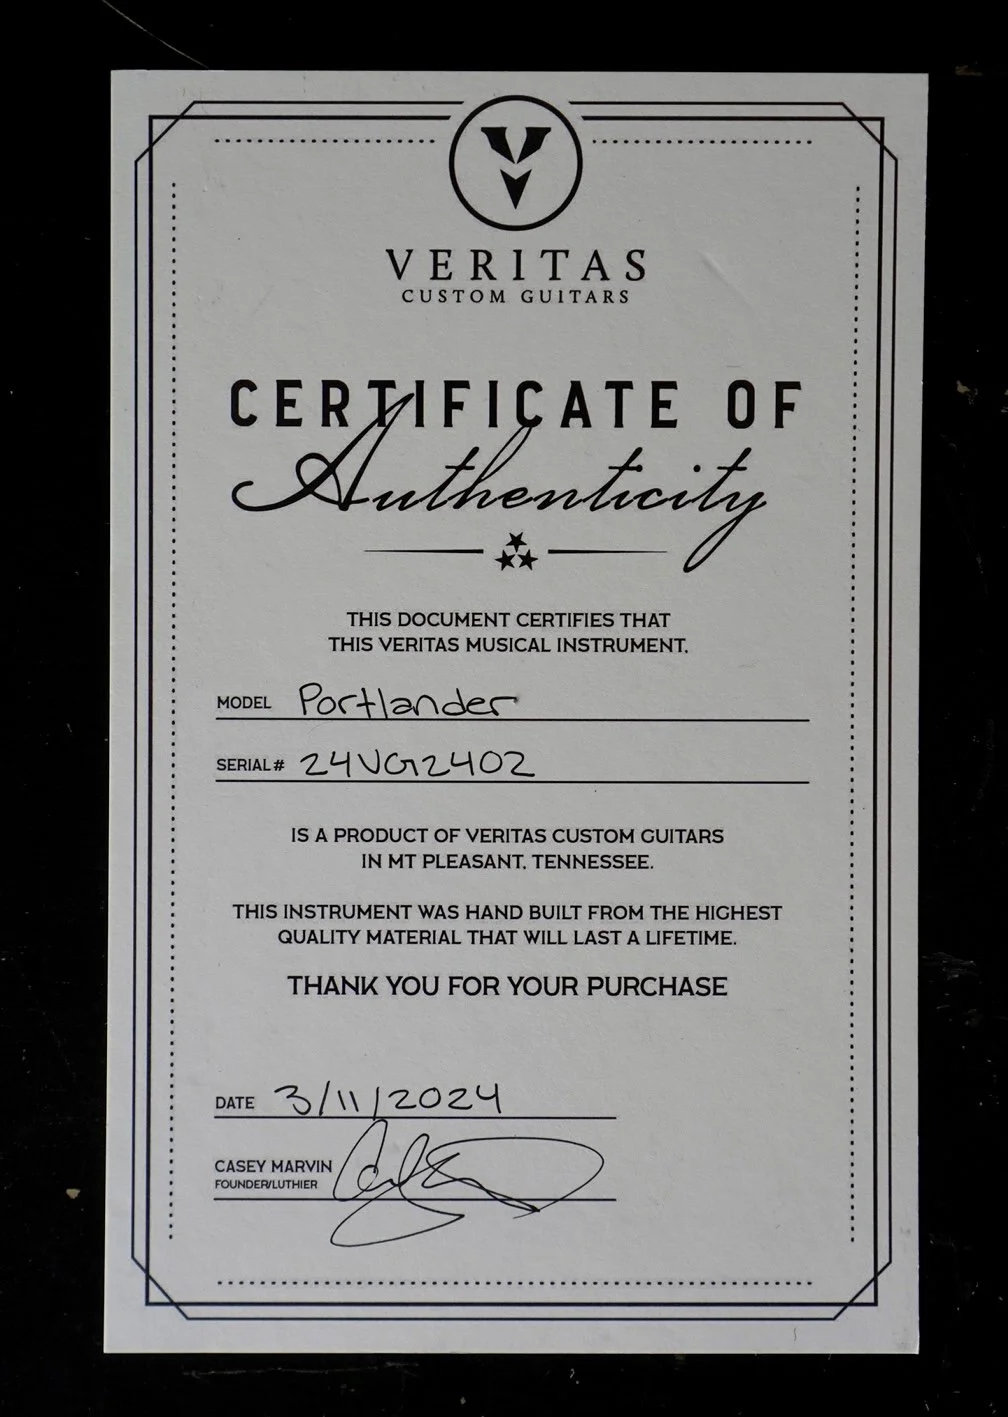 VERITAS
CUSTOM GUITARS
CERTIFICATE OF
Authenticity
THIS DOCUMENT CERTIFIES THAT
THIS VERITAS MUSICAL INSTRUMENT,
MODEL Portlander
SERIAL# 24VG2402
IS A PRODUCT OF VERITAS CUSTOM GUITARS
IN MT PLEASANT, TENNESSEE.
THIS INSTRUMENT WAS HAND BUILT FROM THE HIGHEST
QUALITY MATERIAL THAT WILL LAST A LIFETIME.
THANK YOU FOR YOUR PURCHASE
DATE 3/11/2024
CASEY MARVIN
FOUNDER/LUTHIER